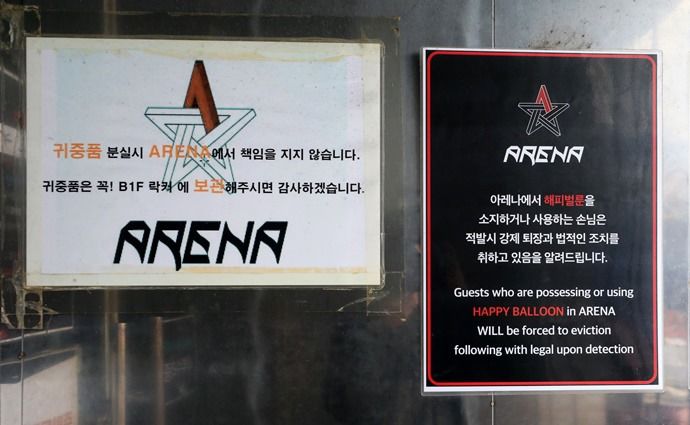 귀중품 분실시 ARENA에서 책임을 지지 않습니다.
귀중품은 꼭! B1F 락커 에 보관해주시면 감사하겠습니다.
ARENA
ARENA
아레나에서 해피벌룬을
소지하거나 사용하는 손님은
적발시 강제 퇴장과 법적인 조치를
취하고 있음을 알려드립니다.
Guests who are possessing or using
HAPPY BALLOON in ARENA
WILL be forced to eviction
following with legal upon detection